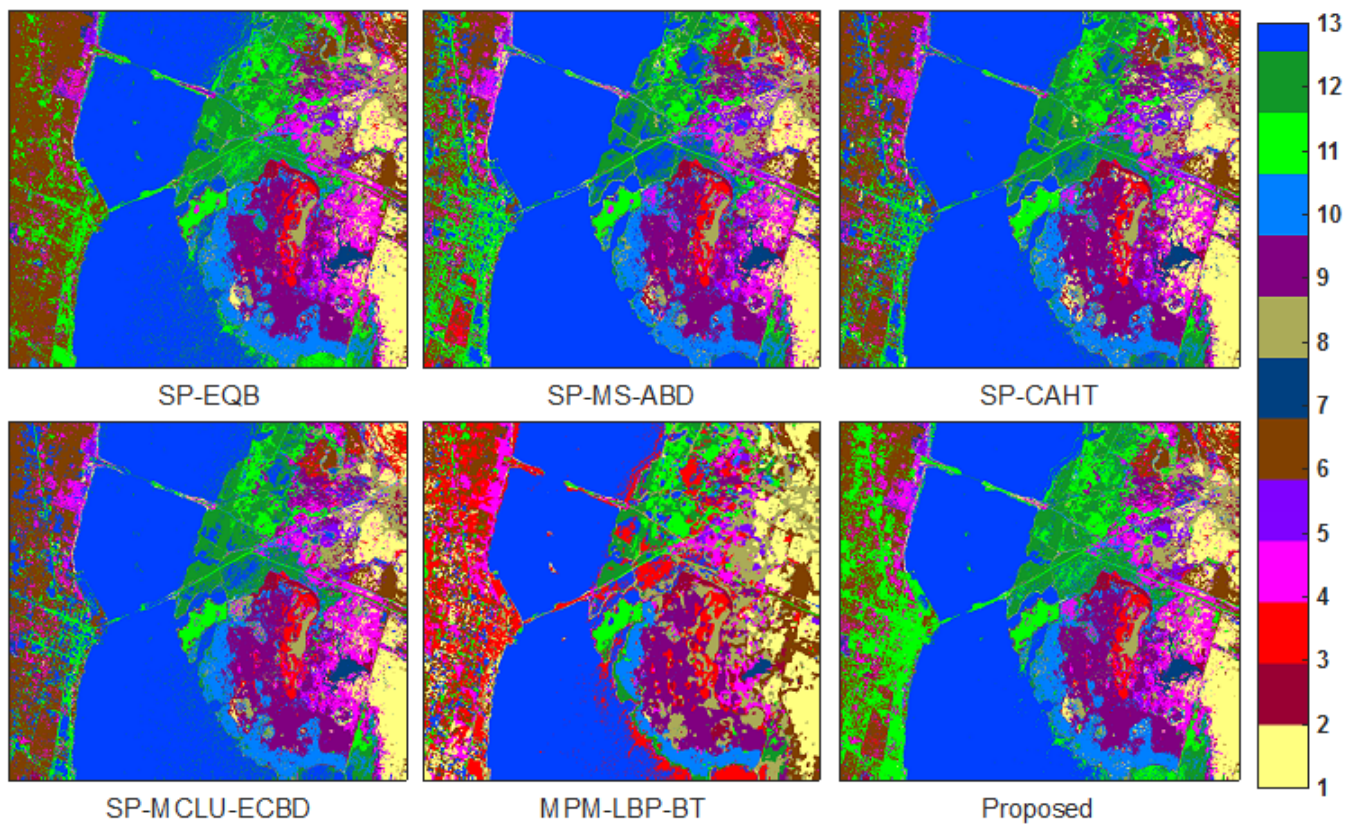 SP-EQB
SP-MS-ABD
SP-CAHT
SP-MCLU-ECBD
MPM-LBP-BT
Proposed
13
12
11
10
9
8
7
6
5
4
3
2
1